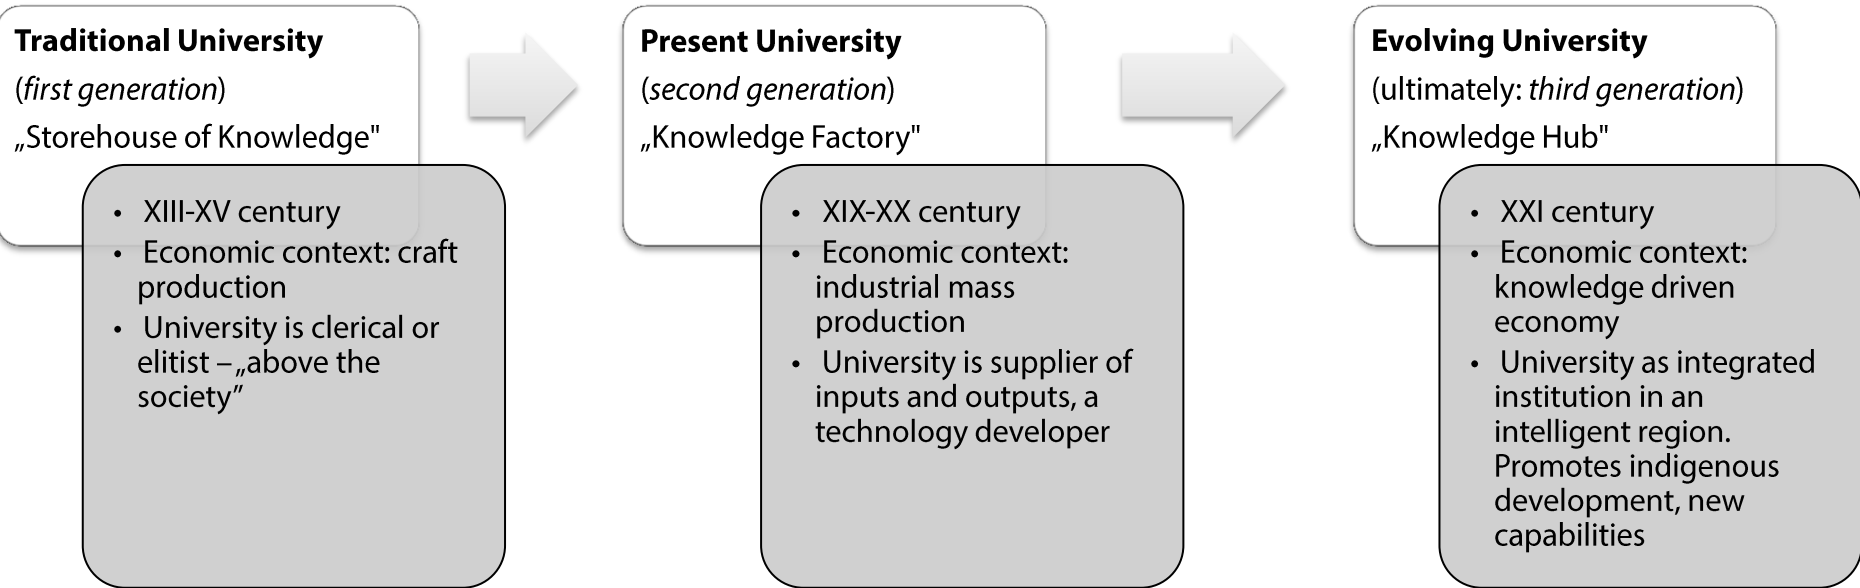 Traditional University
(first generation)
„Storehouse of Knowledge"
• XIII-XV century
• Economic context: craft
production
• University is clerical or
elitist – „above the
society”
Present University
(second generation)
„Knowledge Factory"
• XIX-XX century
• Economic context:
industrial mass
production
• University is supplier of
inputs and outputs, a
technology developer
Evolving University
(ultimately: third generation)
„Knowledge Hub"
• XXI century
• Economic context:
knowledge driven
economy
• University as integrated
institution in an
intelligent region.
Promotes indigenous
development, new
capabilities